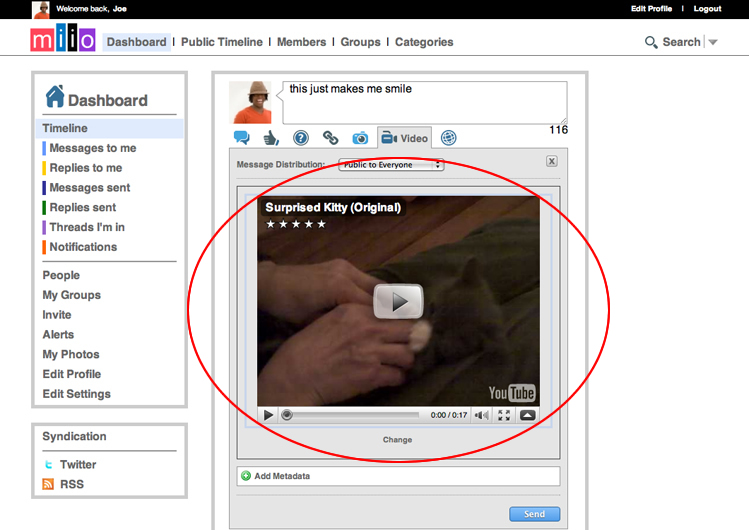 Welcome back, Joe
Edit Profile | Logout
miio
Dashboard | Public Timeline | Members | Groups | Categories
Search
Dashboard
Timeline
Messages to me
Replies to me
Messages sent
Replies sent
Threads I'm in
Notifications
People
My Groups
Invite
Alerts
My Photos
Edit Profile
Edit Settings
Syndication
Twitter
RSS
this just makes me smile
116
Video
Message Distribution: Public to Everyone
x
Surprised Kitty (Original)
YouTube
0:00 / 0:17
Change
Add Metadata
Send